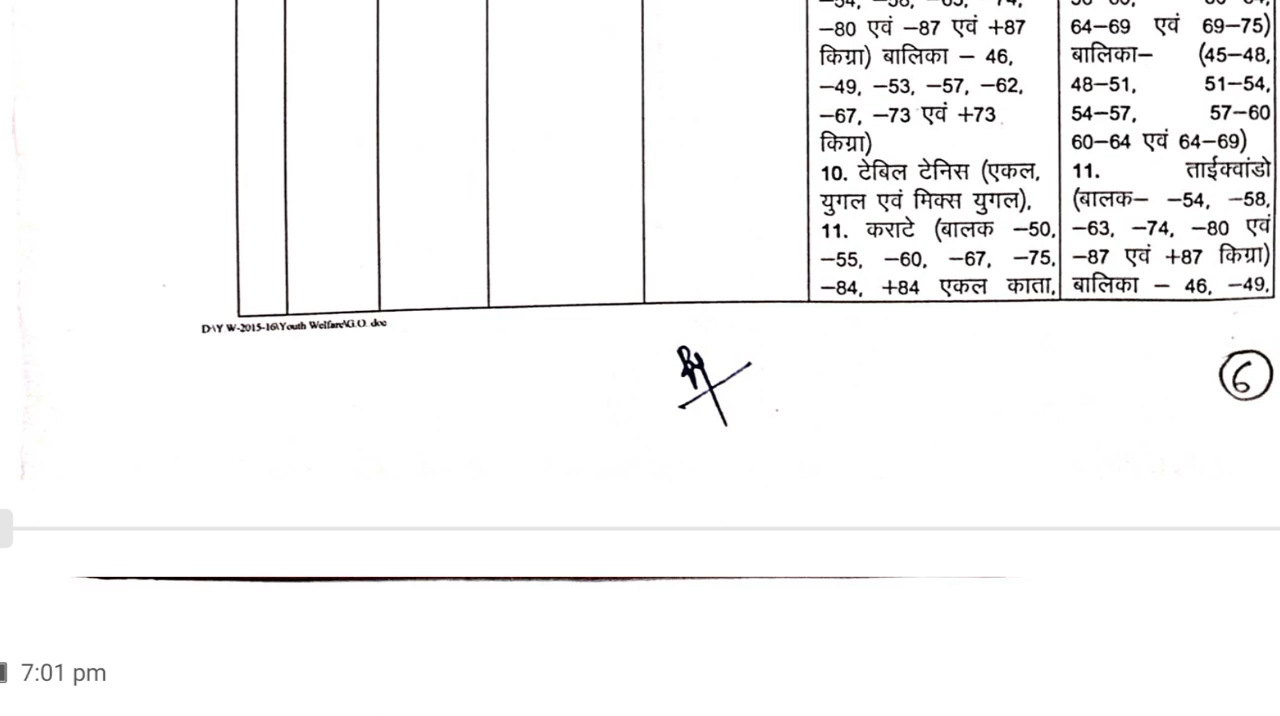 –80 एवं –87 एवं +87
किग्रा) बालिका – 46,
–49, –53, –57, –62,
–67, –73 एवं +73
किग्रा)
10. टेबिल टेनिस (एकल,
युगल एवं मिक्स युगल),
11. कराटे (बालक –50,
–55, –60, –67, –75,
–84, +84 एकल काता,
64–69 एवं 69–75)
बालिका– (45–48,
48–51, 51–54,
54–57, 57–60
60–64 एवं 64–69)
11. ताईक्वांडो
(बालक– –54, –58,
–63, –74, –80 एवं
–87 एवं +87 किग्रा)
बालिका – 46, –49,
D:\Y W-2015-16\Youth Welfare\G.O. doc
6
7:01 pm